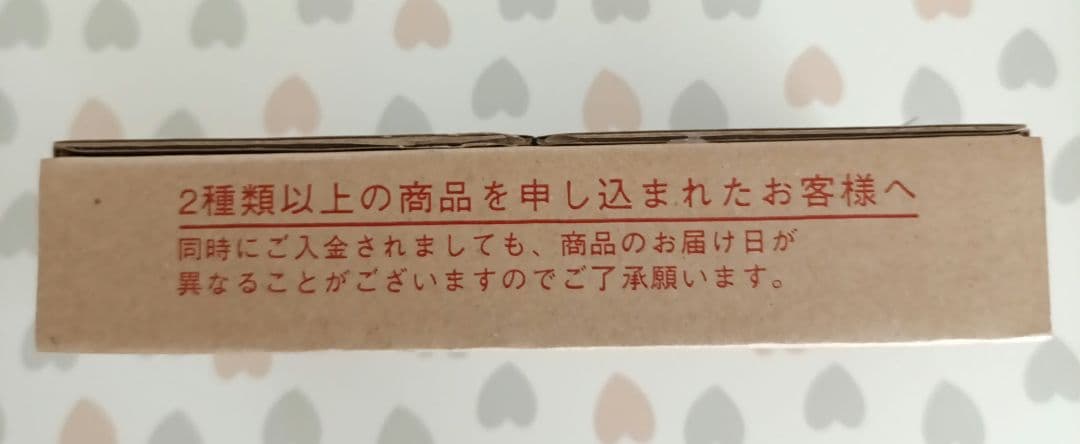 2種類以上の商品を申し込まれたお客様へ
同時にご入金されましても、商品のお届け日が
異なることがございますのでご了承願います。